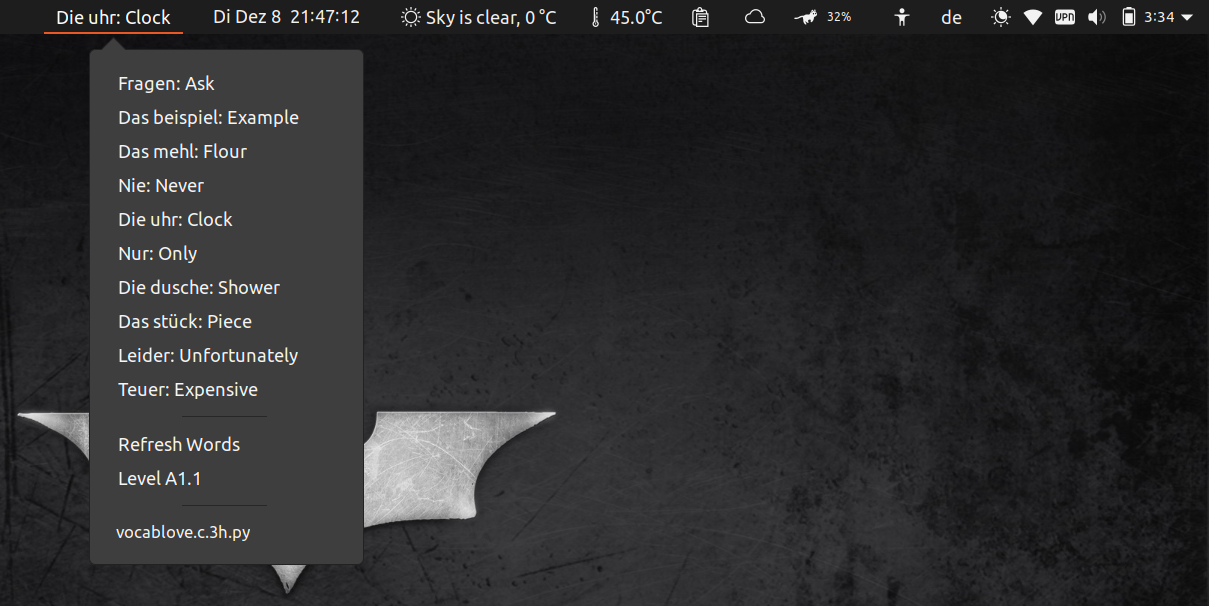 Die uhr: Clock Di Dez 8 21:47:12 Sky is clear, 0 °C 45.0°C 32% de VPN 3:34
Fragen: Ask
Das beispiel: Example
Das mehl: Flour
Nie: Never
Die uhr: Clock
Nur: Only
Die dusche: Shower
Das stück: Piece
Leider: Unfortunately
Teuer: Expensive
Refresh Words
Level A1.1
vocablove.c.3h.py